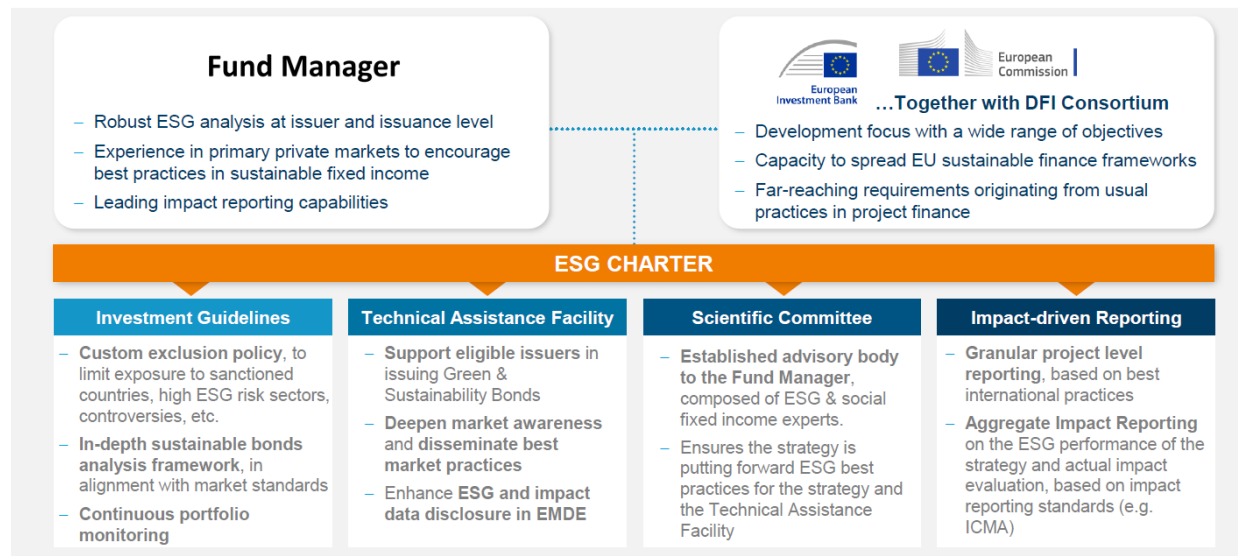 Fund Manager
– Robust ESG analysis at issuer and issuance level
– Experience in primary private markets to encourage
best practices in sustainable fixed income
– Leading impact reporting capabilities
European
Investment Bank
European
Commission
…Together with DFI Consortium
– Development focus with a wide range of objectives
– Capacity to spread EU sustainable finance frameworks
– Far-reaching requirements originating from usual
practices in project finance
ESG CHARTER
Investment Guidelines
– Custom exclusion policy, to
limit exposure to sanctioned
countries, high ESG risk sectors,
controversies, etc.
– In-depth sustainable bonds
analysis framework, in
alignment with market standards
– Continuous portfolio
monitoring
Technical Assistance Facility
– Support eligible issuers in
issuing Green &
Sustainability Bonds
– Deepen market awareness
and disseminate best
market practices
– Enhance ESG and impact
data disclosure in EMDE
Scientific Committee
– Established advisory body
to the Fund Manager,
composed of ESG & social
fixed income experts.
– Ensures the strategy is
putting forward ESG best
practices for the strategy and
the Technical Assistance
Facility
Impact-driven Reporting
– Granular project level
reporting, based on best
international practices
– Aggregate Impact Reporting
on the ESG performance of the
strategy and actual impact
evaluation, based on impact
reporting standards (e.g.
ICMA)